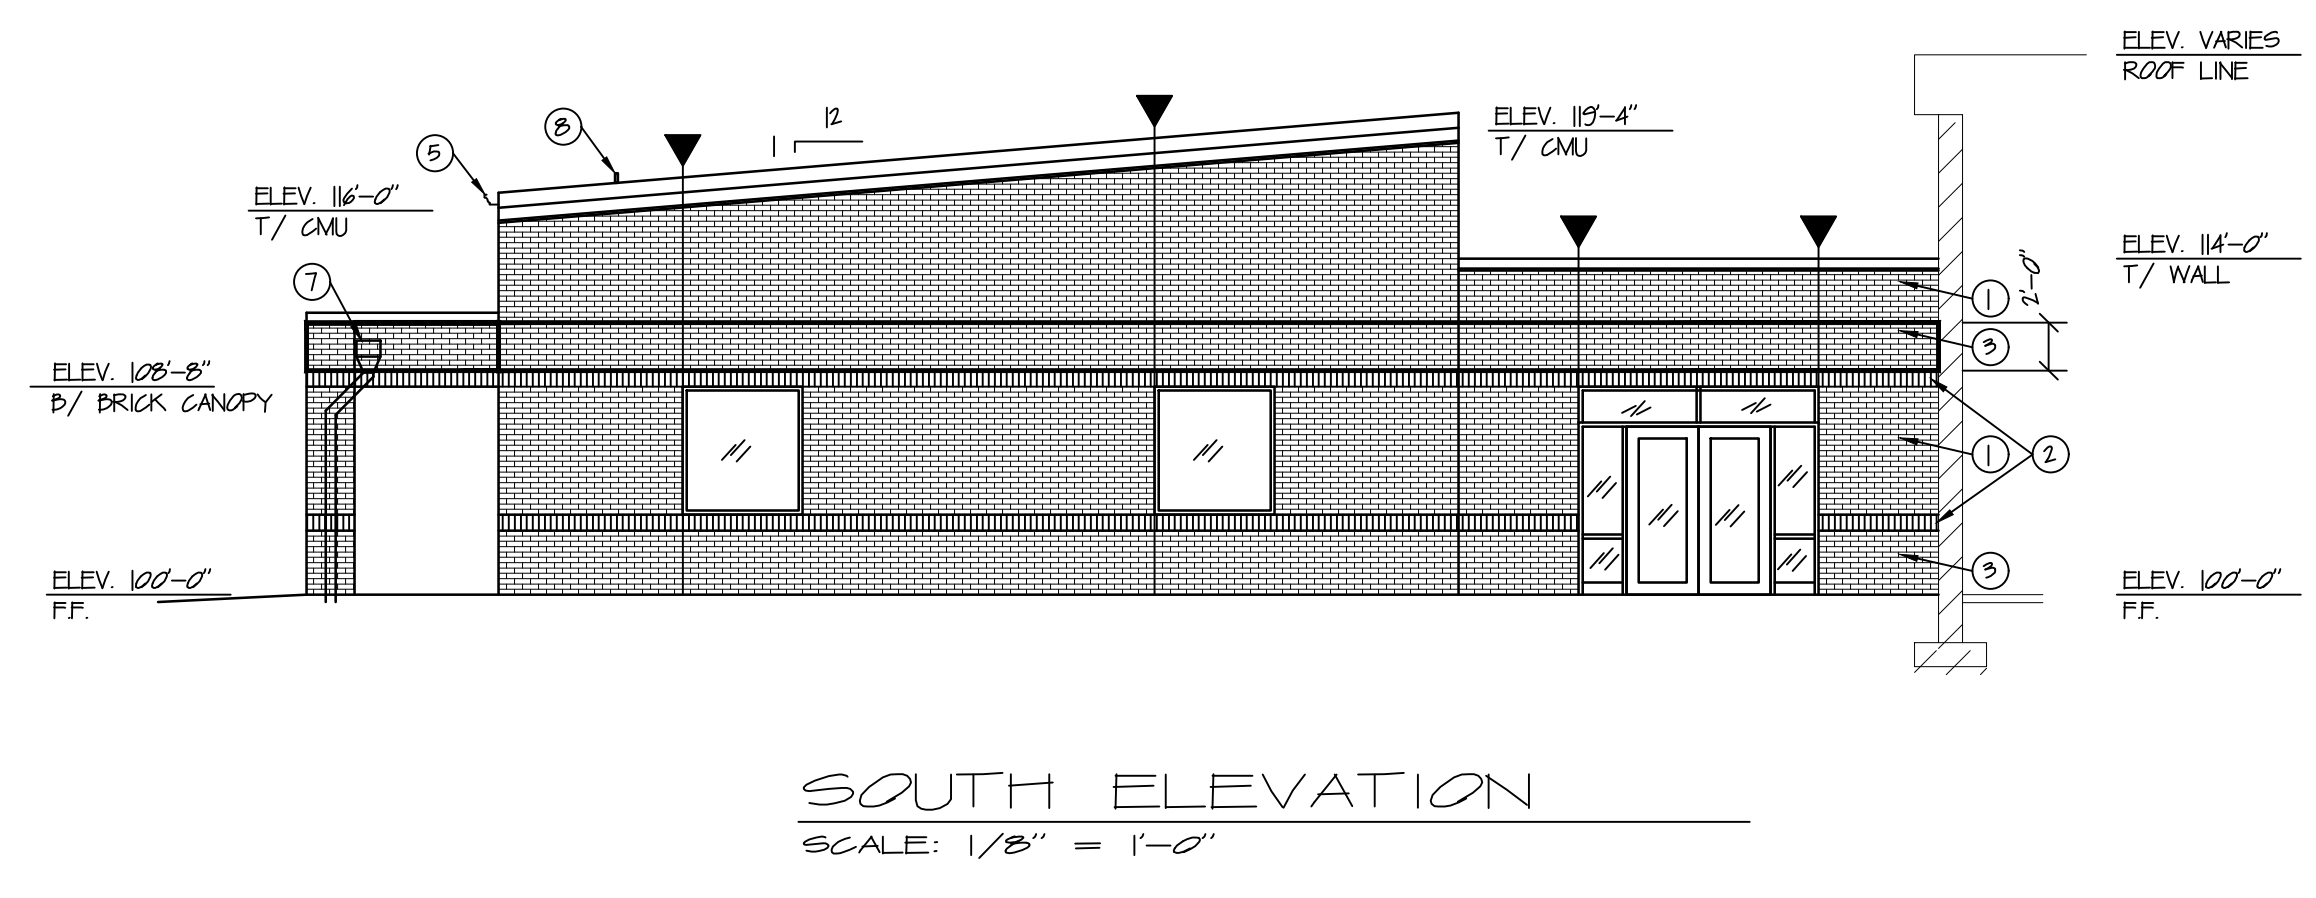 ELEV. VARIES
ROOF LINE
12
1
8
5
ELEV. 119'-4"
T/ CMU
ELEV. 116'-0"
T/ CMU
ELEV. 114'-0"
T/ WALL
7
1
2'-0"
3
ELEV. 108'-8"
B/ BRICK CANOPY
1
2
3
ELEV. 100'-0"
F.F.
ELEV. 100'-0"
F.F.
SOUTH ELEVATION
SCALE: 1/8" = 1'-0"